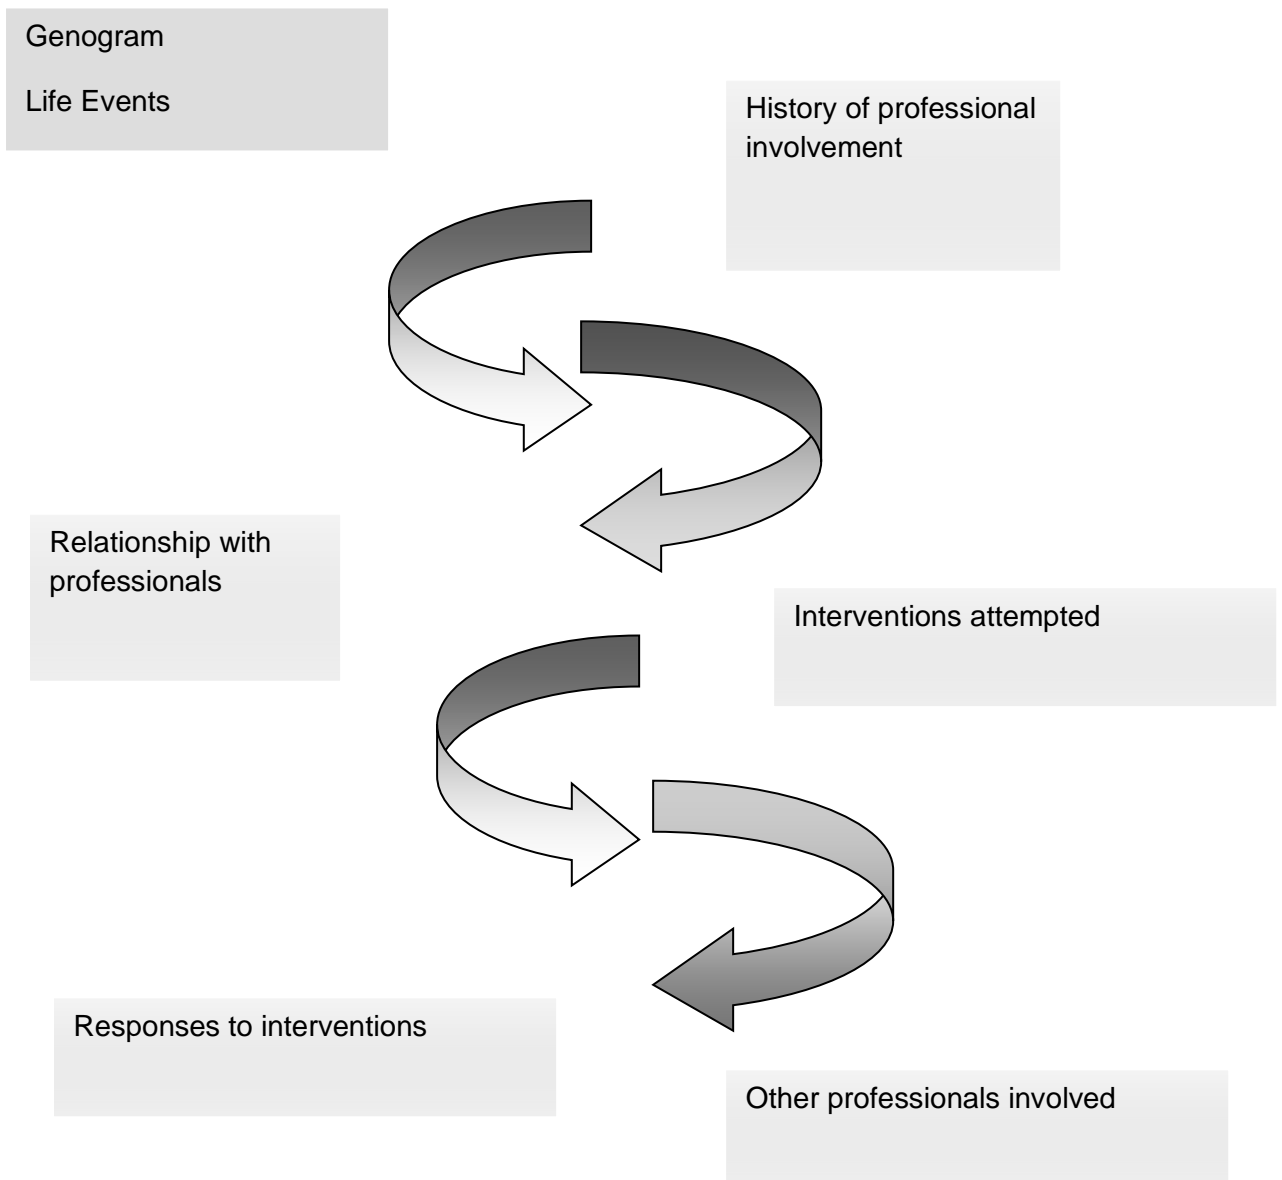 Genogram
Life Events
History of professional
involvement
Relationship with
professionals
Interventions attempted
Responses to interventions
Other professionals involved